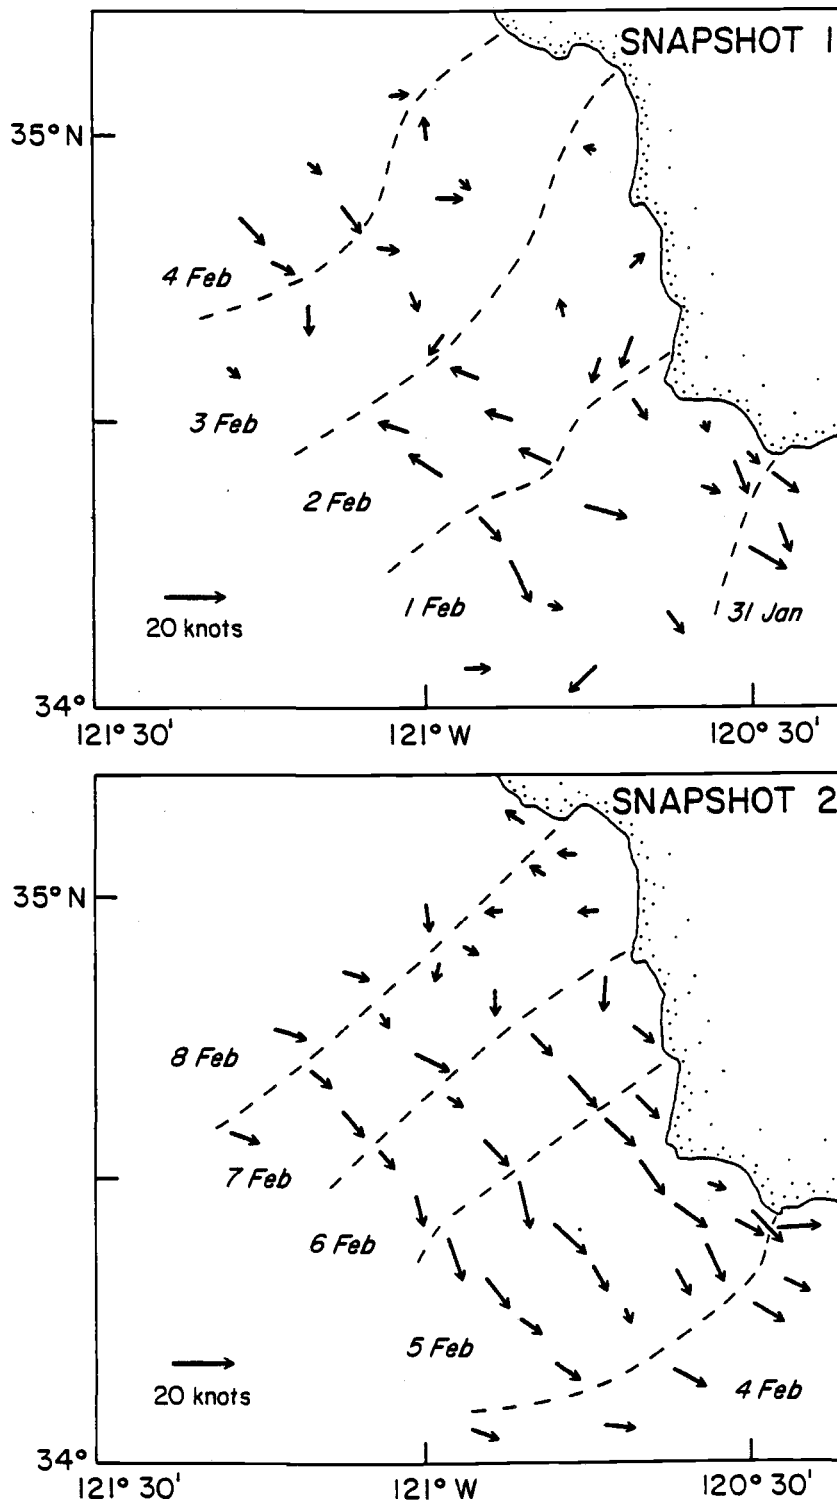 SNAPSHOT 1
35°N
4 Feb
3 Feb
2 Feb
1 Feb
31 Jan
20 knots
34°
121° 30'
121° W
120° 30'
SNAPSHOT 2
35° N
8 Feb
7 Feb
6 Feb
5 Feb
4 Feb
20 knots
34°
121° 30'
121° W
120° 30'